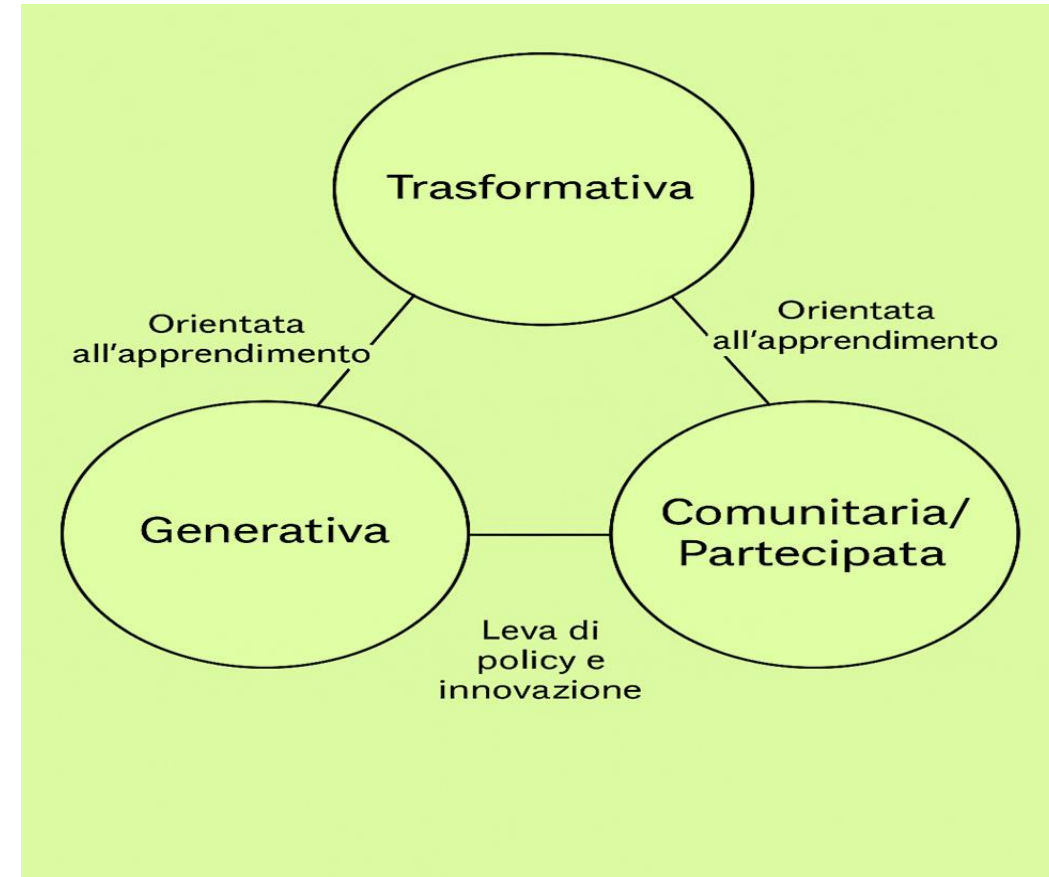 Trasformativa
Orientata
all'apprendimento
Orientata
all'apprendimento
Generativa
Comunitaria/
Partecipata
Leva di
policy e
innovazione